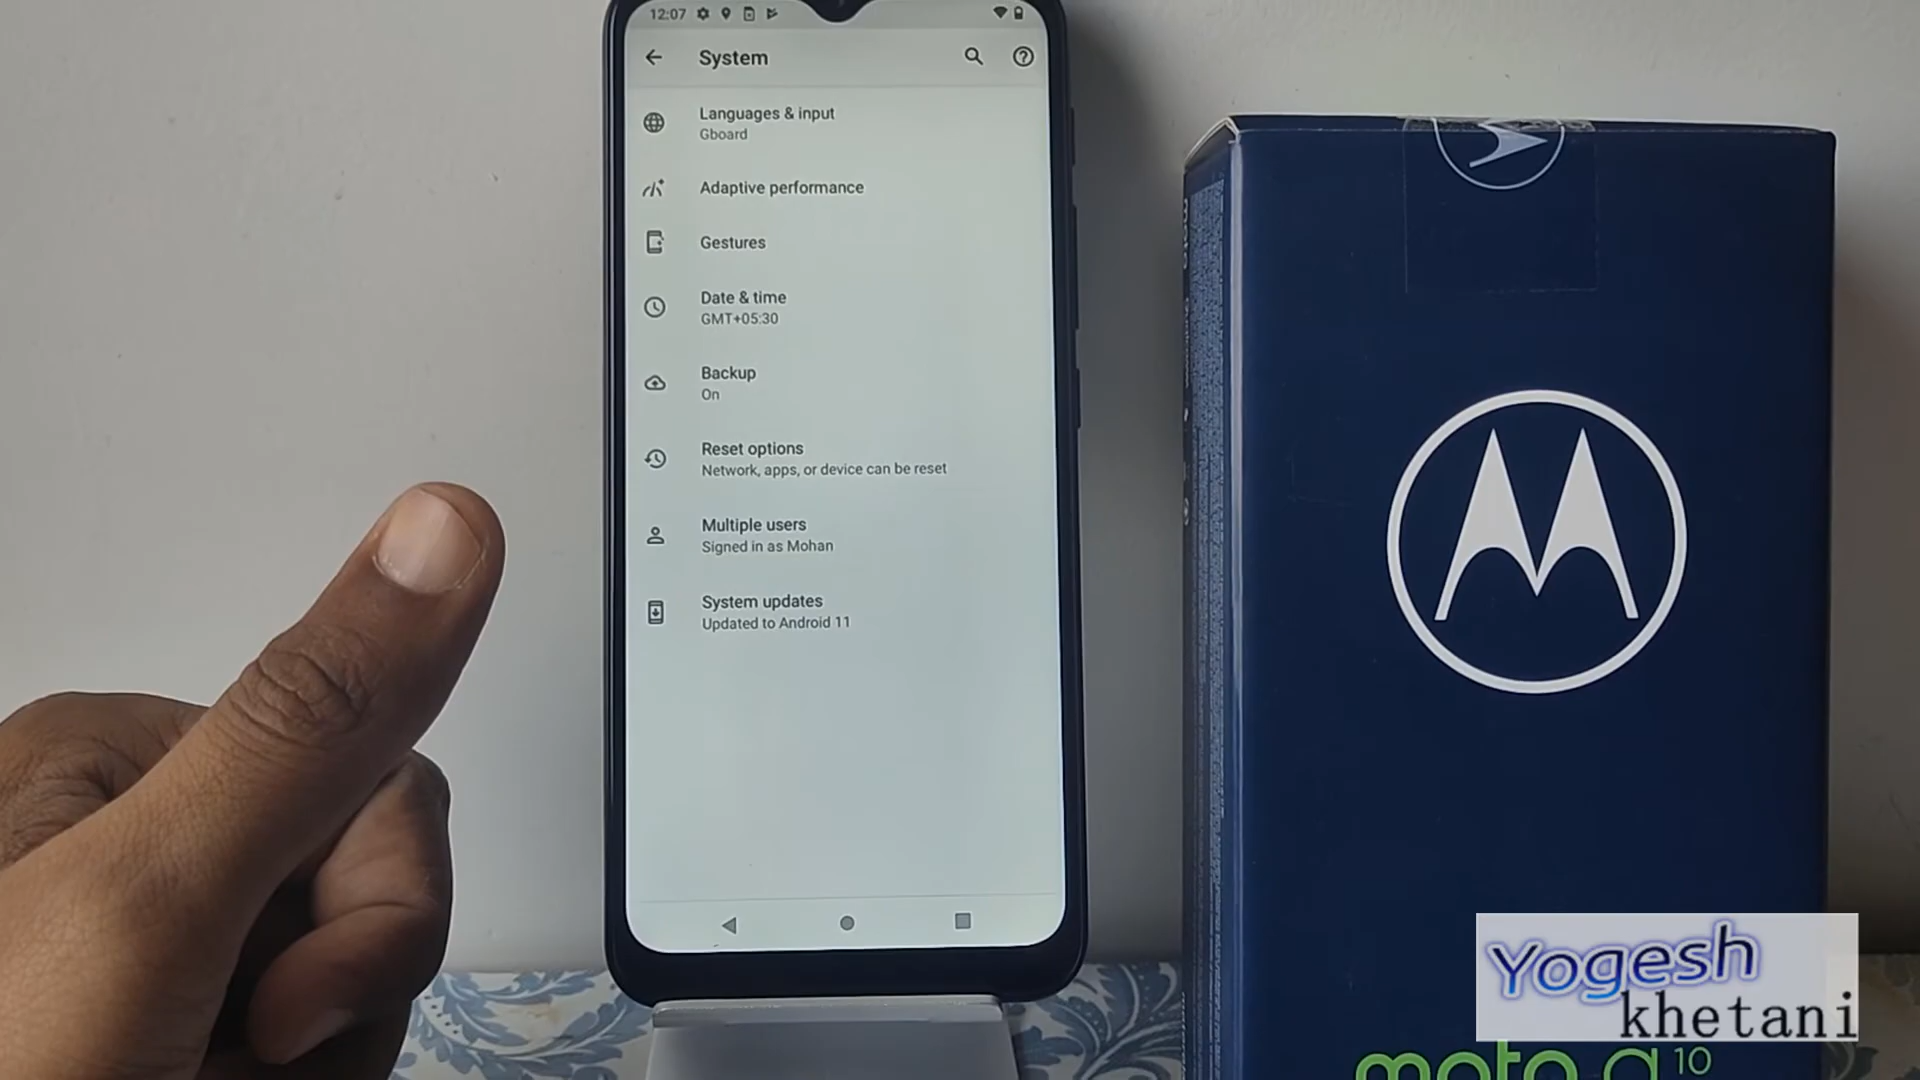 12:07
System
Languages & input
Gboard
Adaptive performance
Gestures
Date & time
GMT+05:30
Backup
On
Reset options
Network, apps, or device can be reset
Multiple users
Signed in as Mohan
System updates
Updated to Android 11
Yogesh
khetani
moto g10